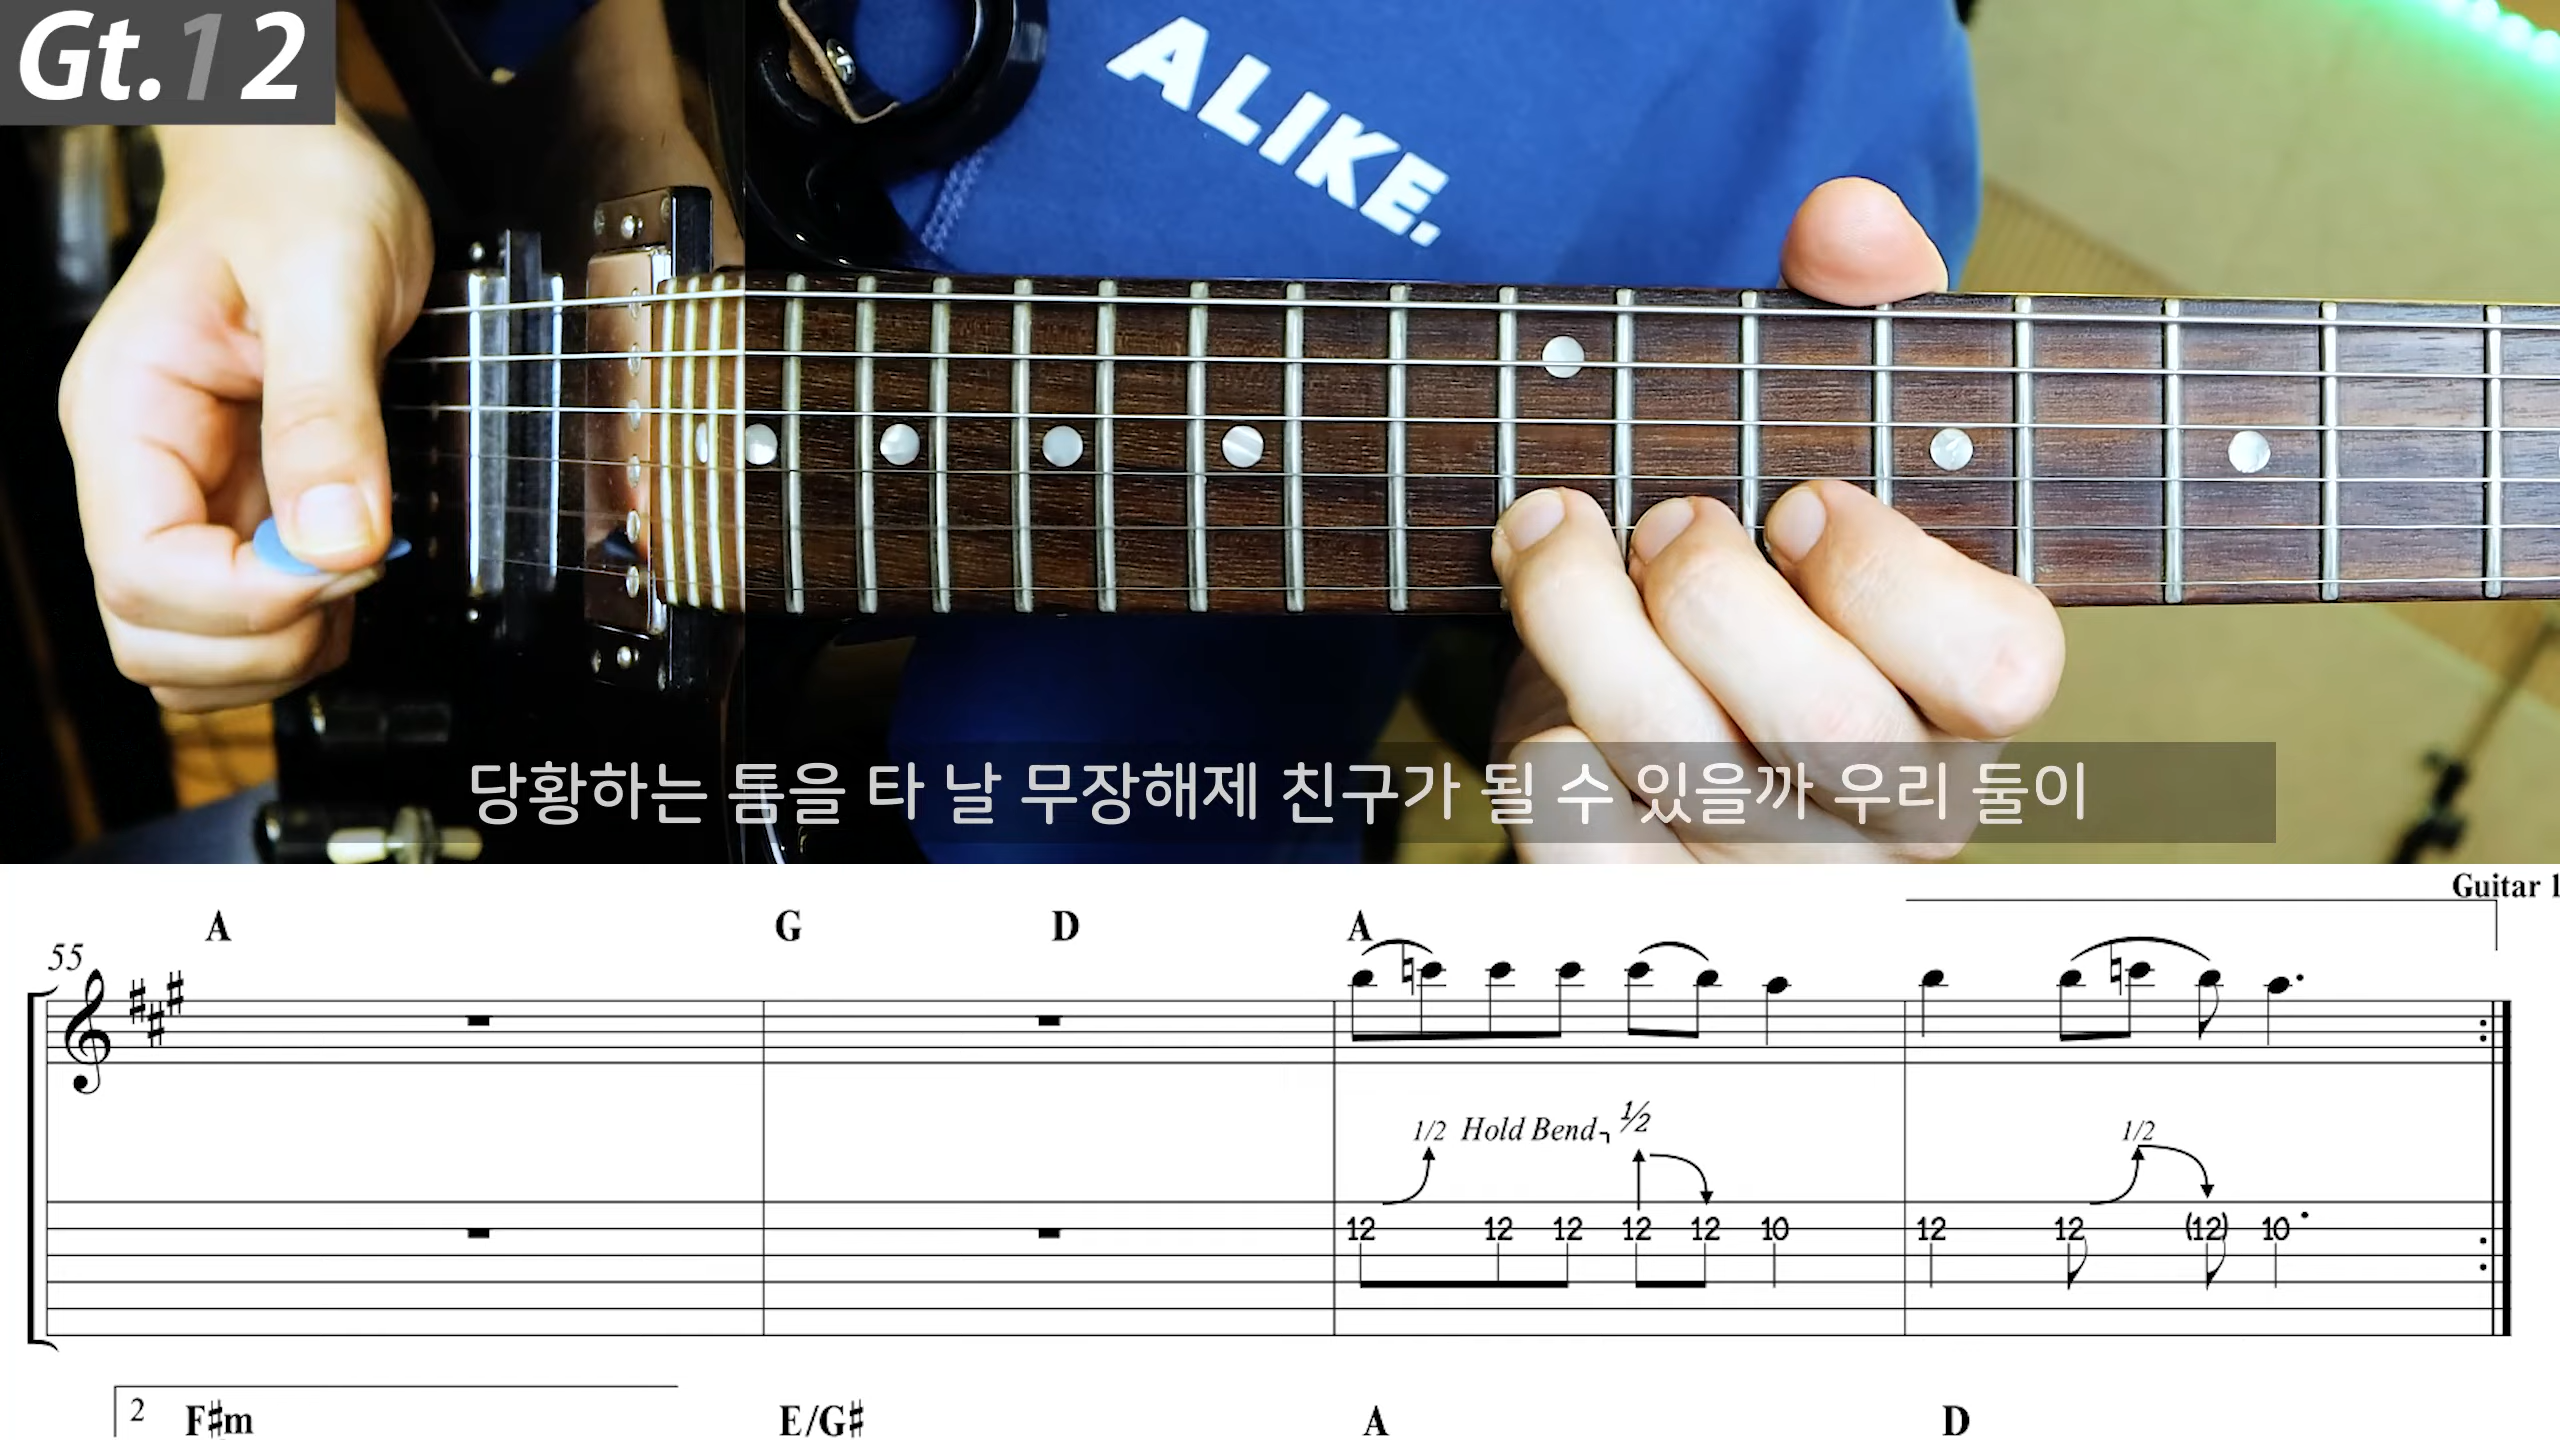 Gt.12
ALIKE.
당황하는 틈을 타 날 무장해제 친구가 될 수 있을까 우리 둘이
Guitar 1
A G D A
55
1/2 Hold Bend 1/2 1/2
12 12 12 12 12 10 12 12 (12) 10
2 F♯m E/G♯ A D